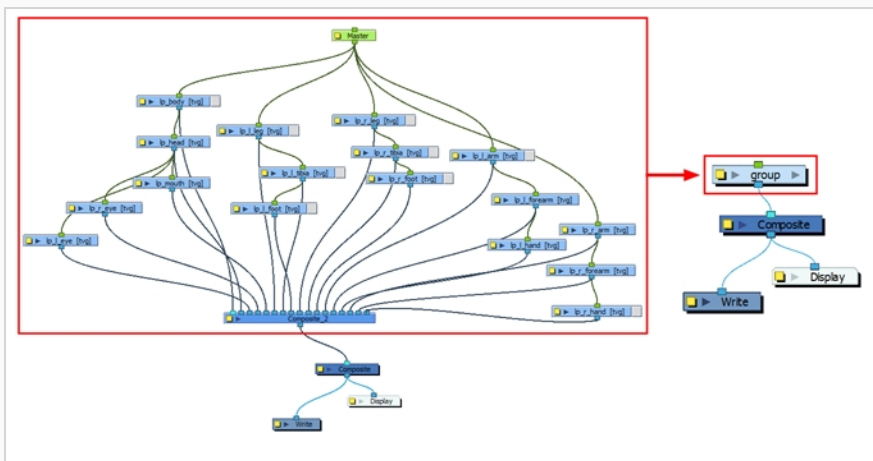 Master
lp_body [tvg]
lp_r_leg [tvg]
lp_l_leg [tvg]
lp_head [tvg]
lp_r_tibia [tvg]
lp_l_arm [tvg]
lp_l_tibia [tvg]
lp_r_foot [tvg]
lp_mouth [tvg]
lp_l_forearm [tvg]
lp_r_eye [tvg]
lp_l_foot [tvg]
lp_r_arm [tvg]
lp_l_eye [tvg]
lp_l_hand [tvg]
lp_r_forearm [tvg]
lp_r_hand [tvg]
Composite_2
Composite
Display
Write
group
Composite
Display
Write